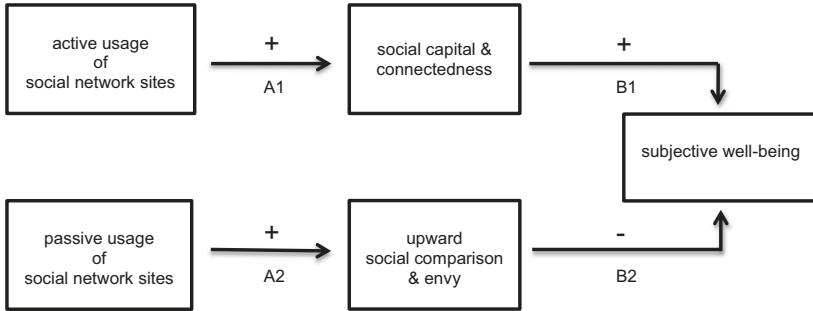 active usage
of
social network sites
+
A1
social capital &
connectedness
+
B1
subjective well-being
passive usage
of
social network sites
+
A2
upward
social comparison
& envy
-
B2